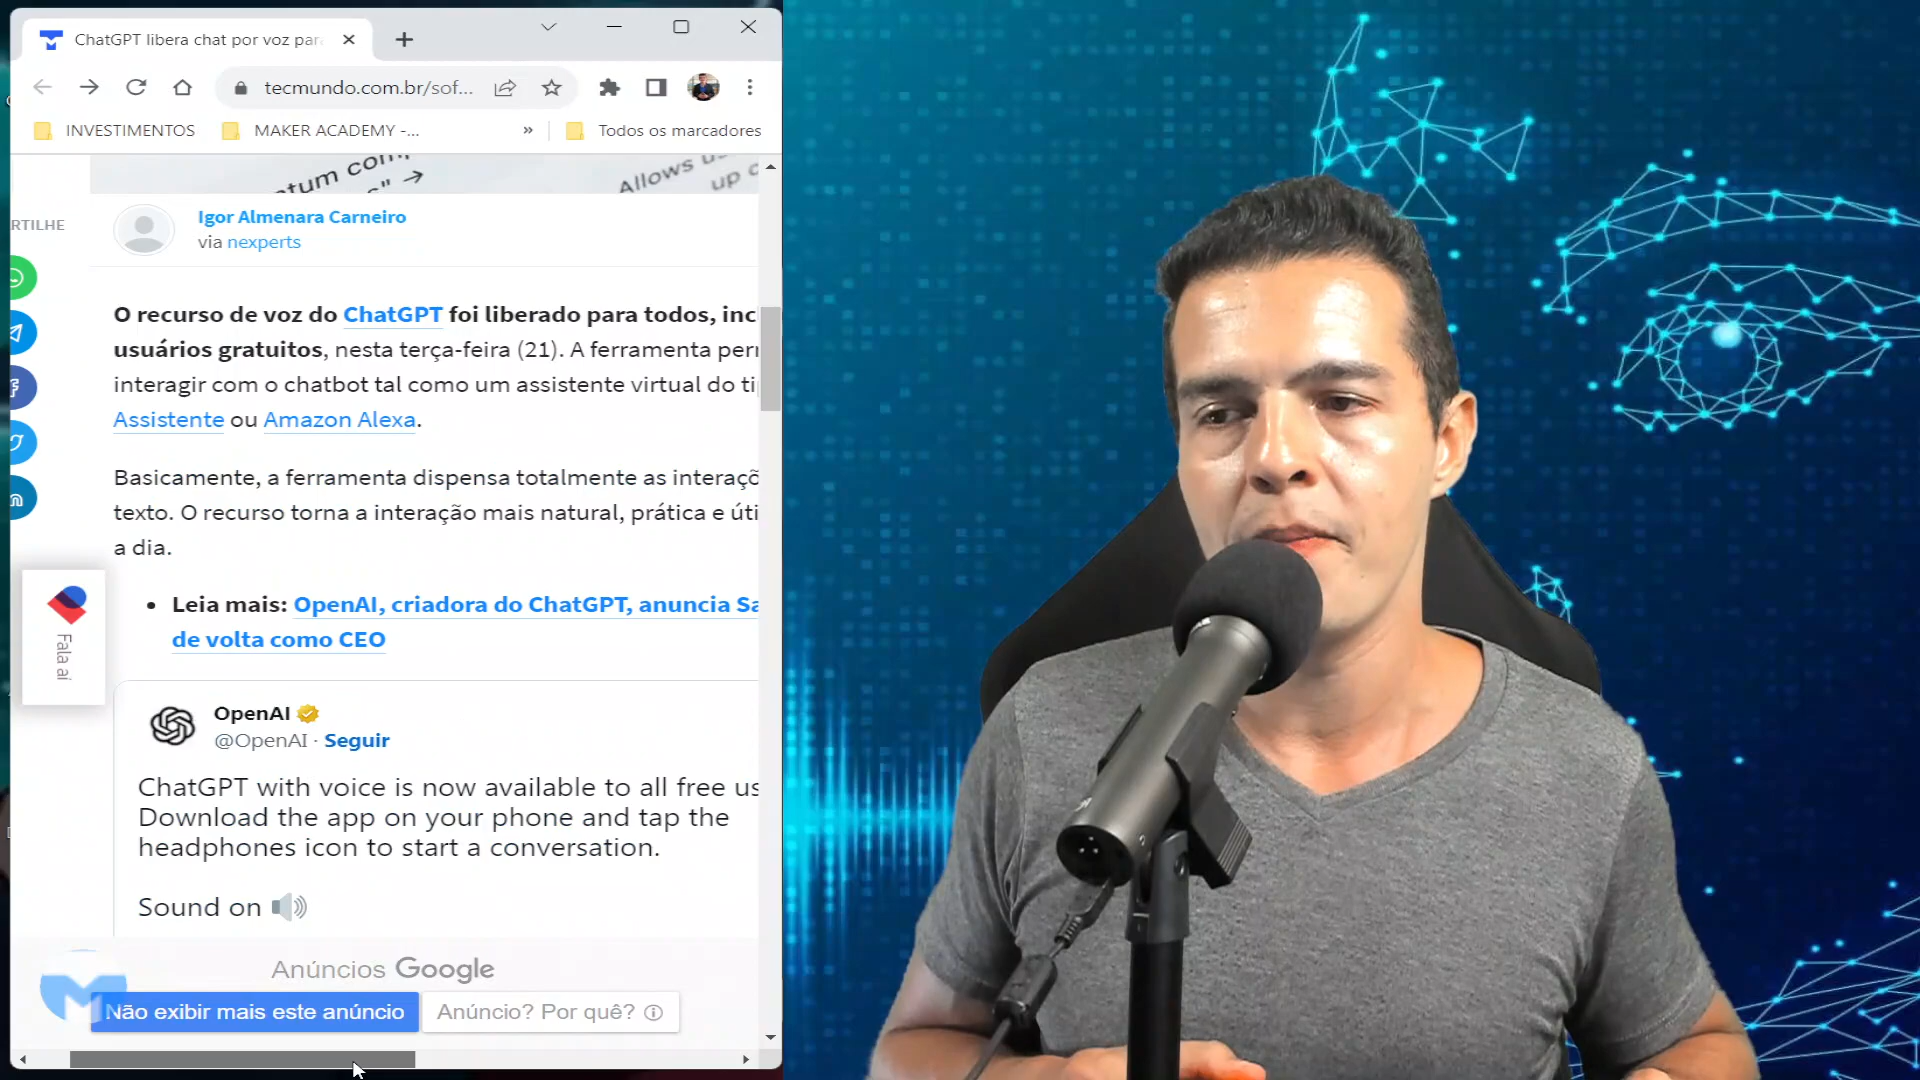 ChatGPT libera chat por voz par
tecmundo.com.br/sof...
INVESTIMENTOS
MAKER ACADEMY -...
»
Todos os marcadores
ntum com
s" →
Allows us
up c
RTILHE
Igor Almenara Carneiro
via nexperts
O recurso de voz do ChatGPT foi liberado para todos, inc
usuários gratuitos, nesta terça-feira (21). A ferramenta per
interagir com o chatbot tal como um assistente virtual do ti
Assistente ou Amazon Alexa.
Basicamente, a ferramenta dispensa totalmente as interaçõ
texto. O recurso torna a interação mais natural, prática e úti
a dia.
• Leia mais: OpenAI, criadora do ChatGPT, anuncia Sa
de volta como CEO
Fala aí
OpenAI
@OpenAI · Seguir
ChatGPT with voice is now available to all free us
Download the app on your phone and tap the
headphones icon to start a conversation.
Sound on 🔊
Anúncios Google
Não exibir mais este anúncio
Anúncio? Por quê?